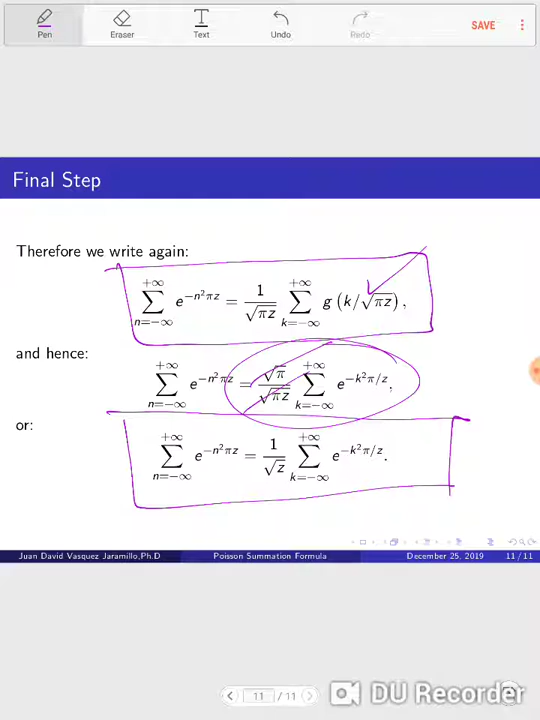 Pen Eraser Text Undo Redo SAVE
Final Step
Therefore we write again:
\sum_{n=-\infty}^{+\infty} e^{-n^2\pi z} = \frac{1}{\sqrt{\pi z}} \sum_{k=-\infty}^{+\infty} g\left(k/\sqrt{\pi z}\right),
and hence:
\sum_{n=-\infty}^{+\infty} e^{-n^2\pi z} = \frac{\sqrt{\pi}}{\sqrt{\pi z}} \sum_{k=-\infty}^{+\infty} e^{-k^2\pi/z},
or:
\sum_{n=-\infty}^{+\infty} e^{-n^2\pi z} = \frac{1}{\sqrt{z}} \sum_{k=-\infty}^{+\infty} e^{-k^2\pi/z}.
Juan David Vasquez Jaramillo,Ph.D Poisson Summation Formula December 25, 2019 11 / 11
11 / 11
DU Recorder